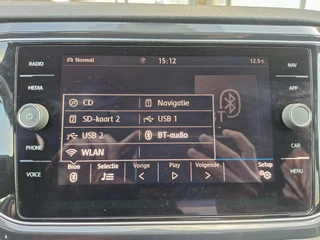 RADIO
MEDIA
PHONE
VOICE
NAV
APP
CAR
MENU
Normal 15:12 12.5°C
CD Navigatie
SD-kaart 2 USB 1
USB 2 BT-audio
WLAN
Bron Selectie Vorige Play Volgende Setup